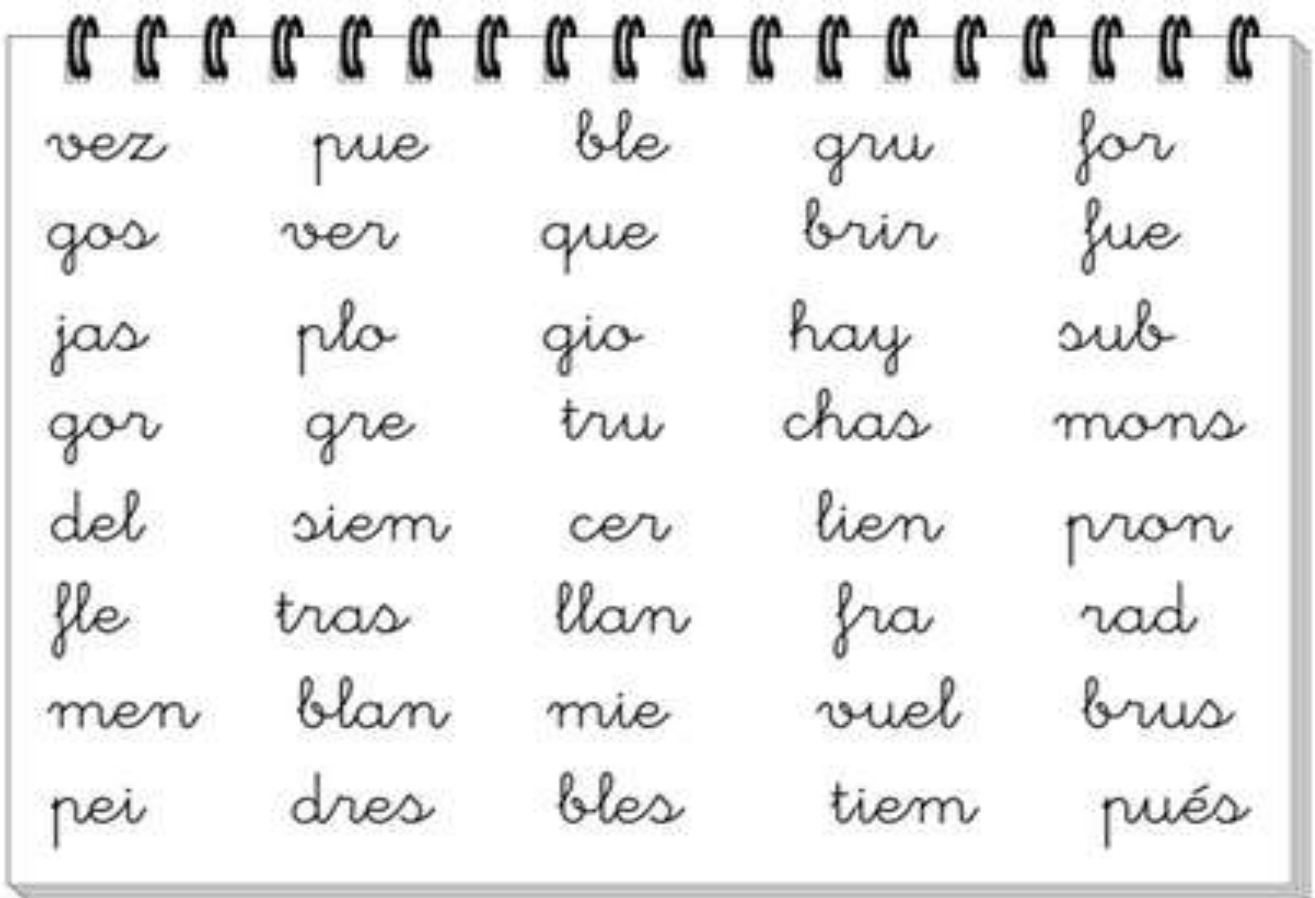 vez pue ble gru for
gos ver que brir fue
jas plo gio hay sub
gor gre tru chas mons
del siem cer lien pron
fle tras llan fra rad
men blan mie vuel brus
pei dres bles tiem pués